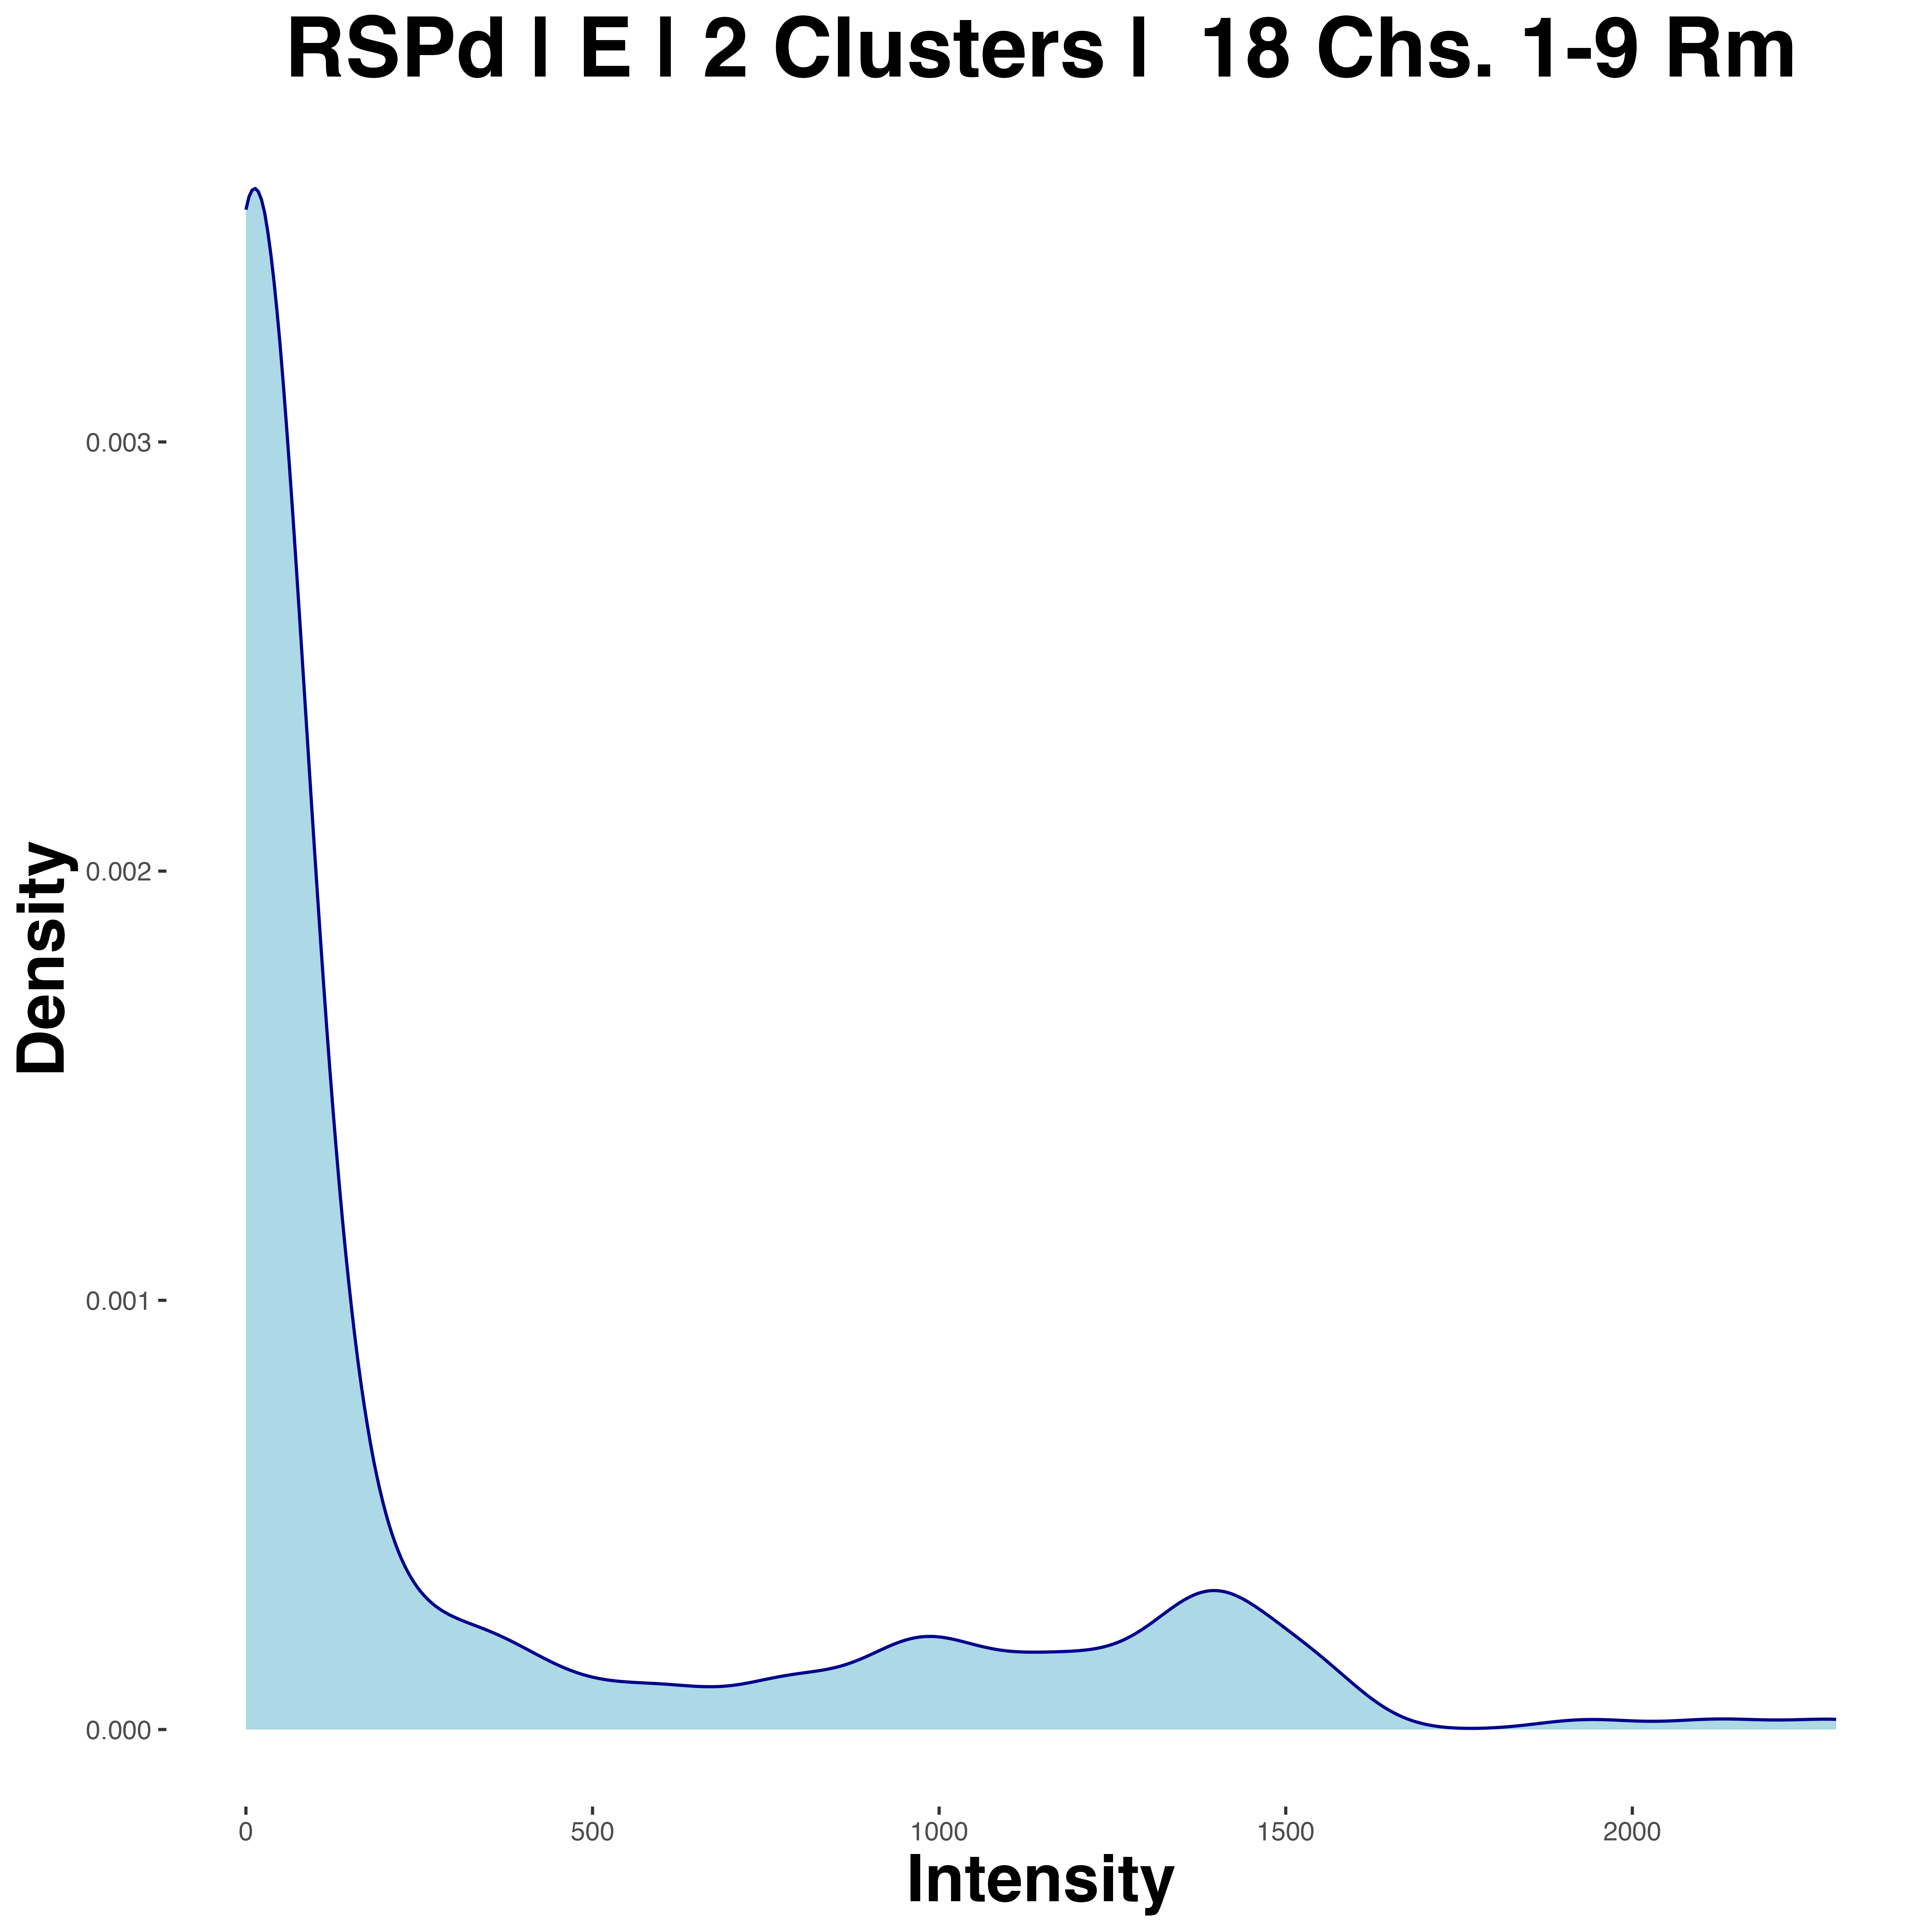 RSPd | E | 2 Clusters |  18 Chs. 1-9 Rm
Density
0.003
0.002
0.001
0.000
0 500 1000 1500 2000
Intensity